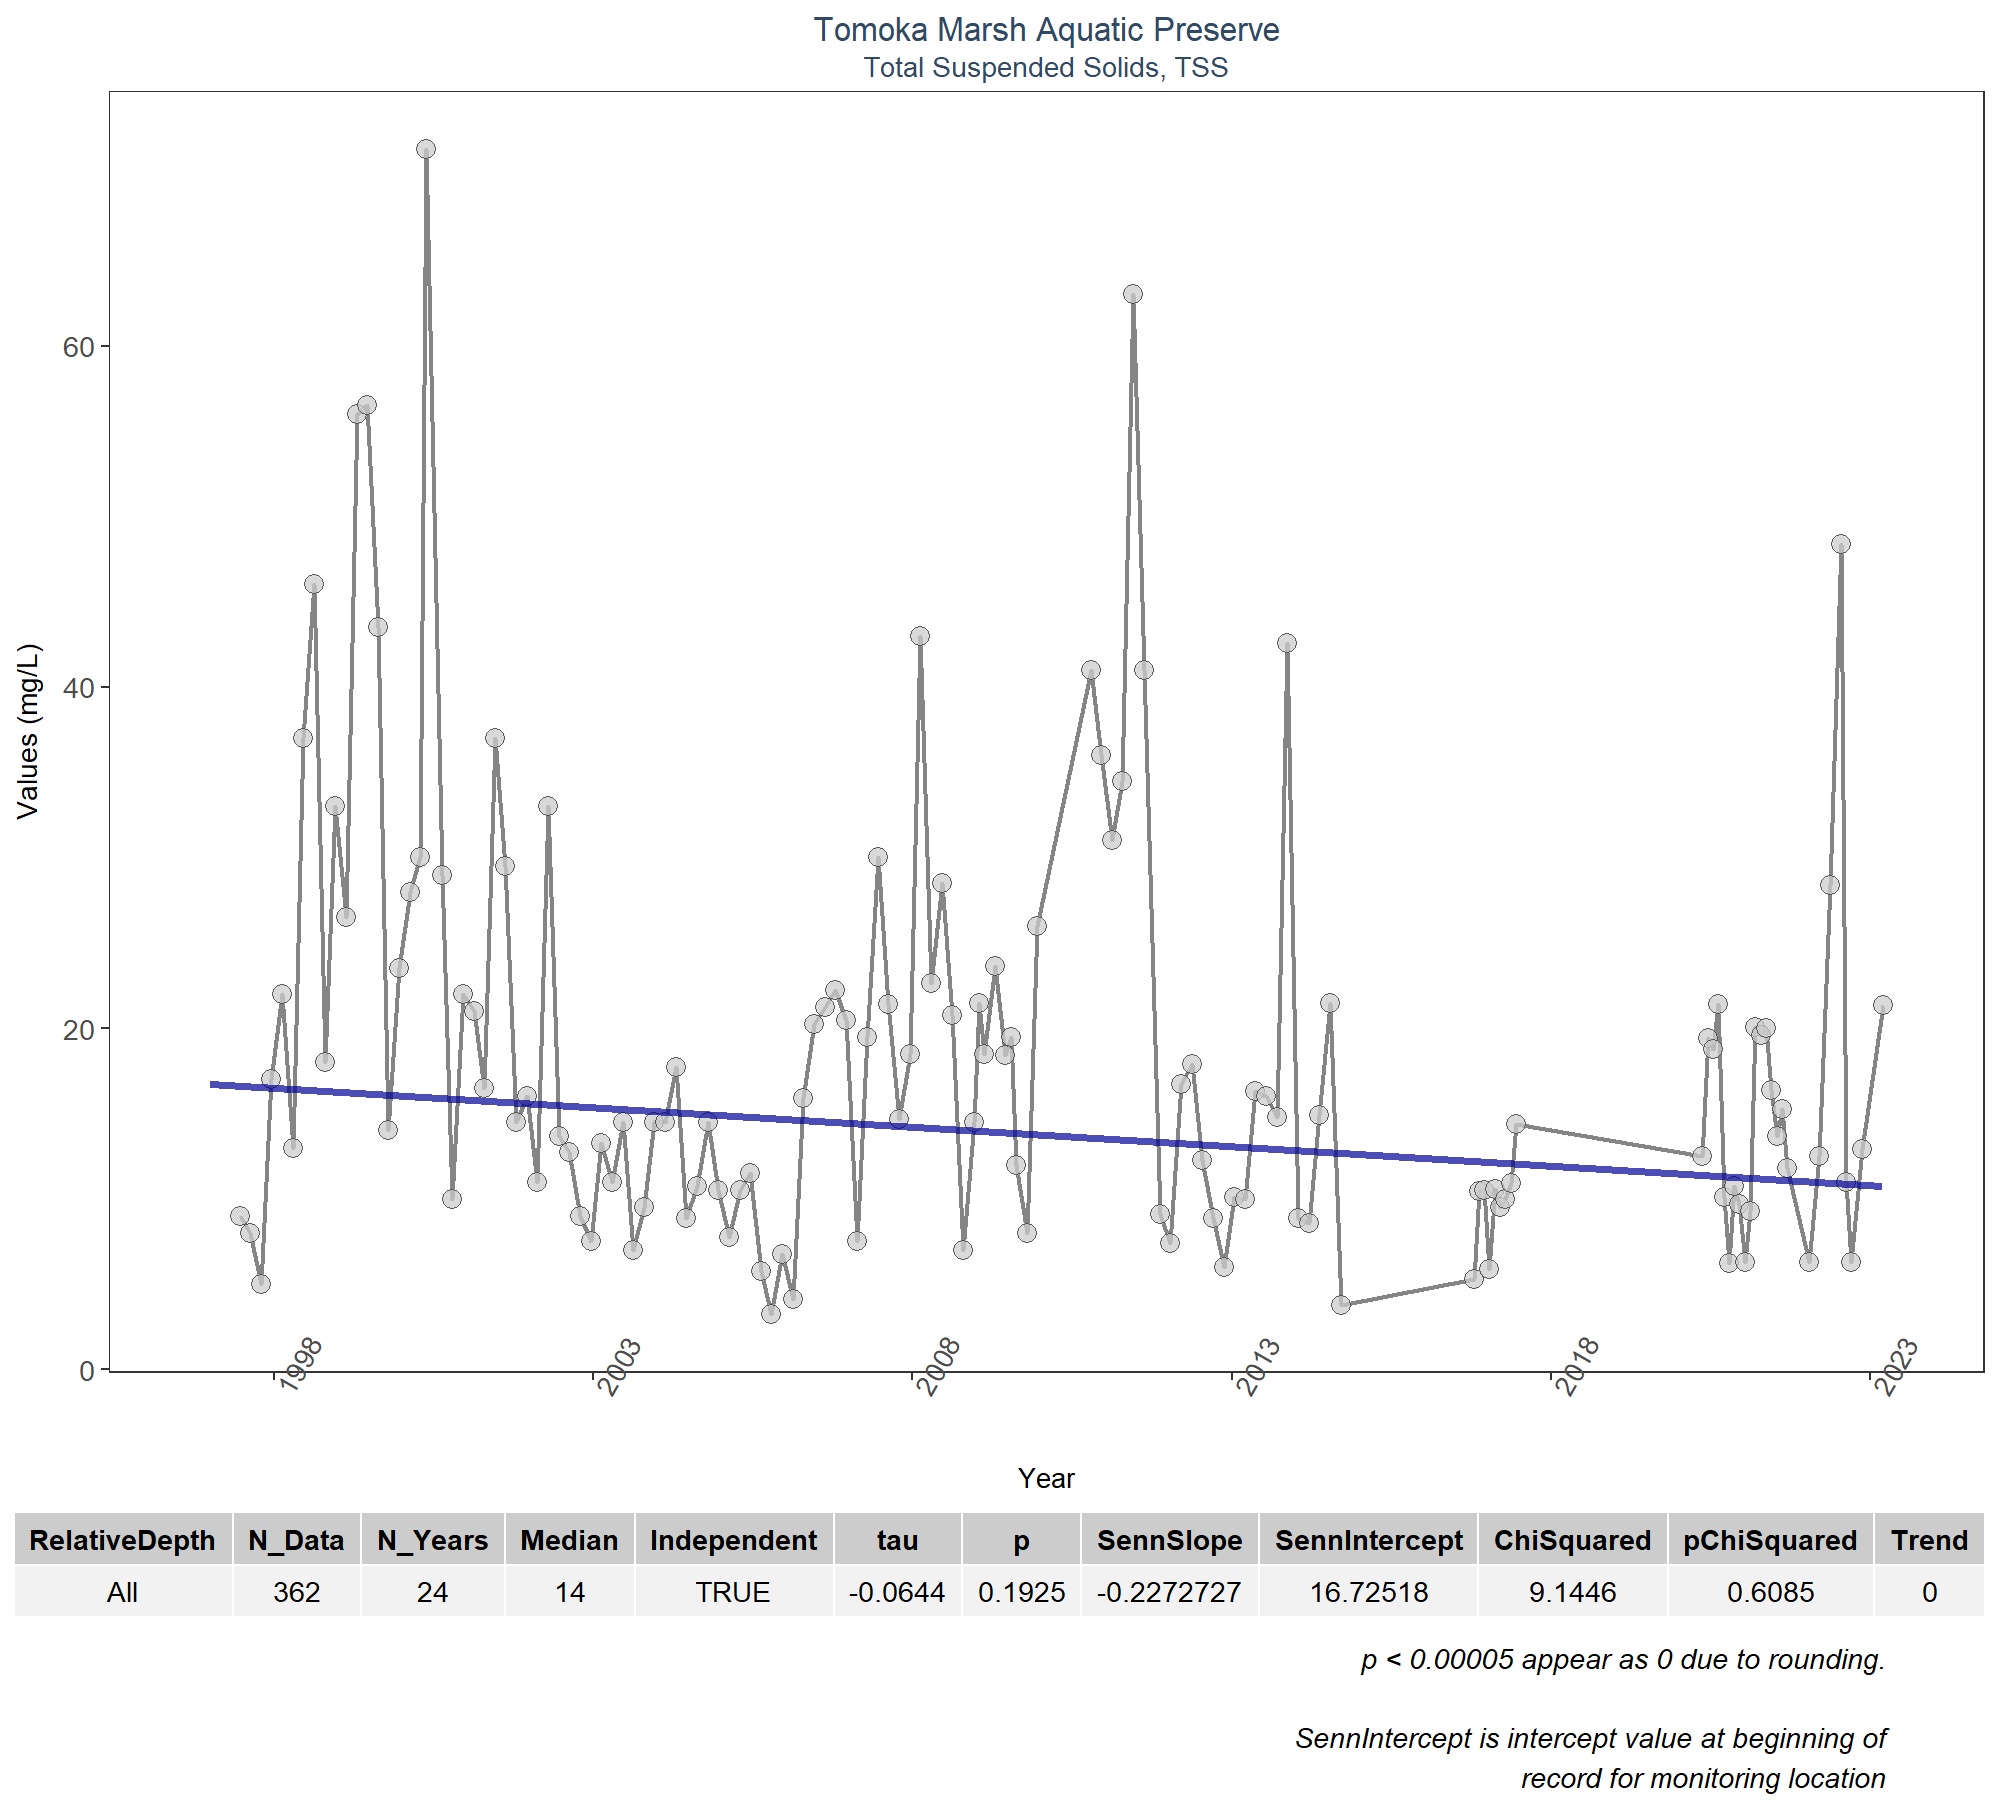 Tomoka Marsh Aquatic Preserve
Total Suspended Solids, TSS
Values (mg/L)
60
40
20
0
1998 2003 2008 2013 2018 2023
Year
RelativeDepth N_Data N_Years Median Independent tau p SennSlope SennIntercept ChiSquared pChiSquared Trend
All 362 24 14 TRUE -0.0644 0.1925 -0.2272727 16.72518 9.1446 0.6085 0
p < 0.00005 appear as 0 due to rounding.
SennIntercept is intercept value at beginning of
record for monitoring location